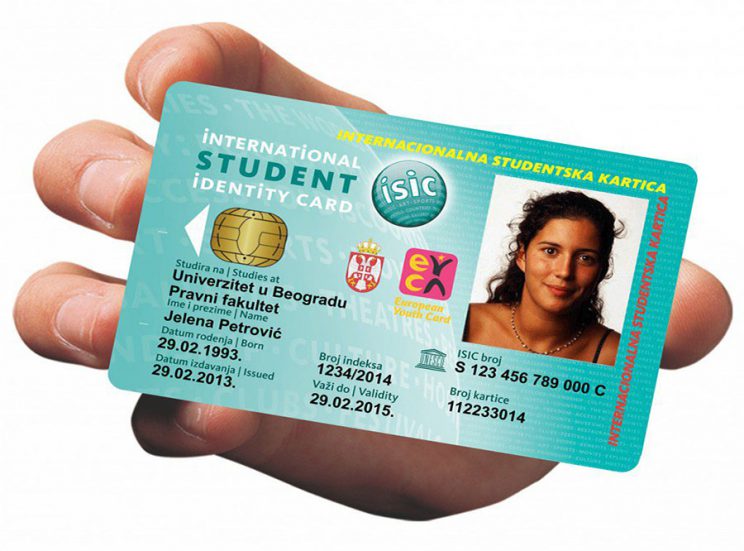 iNTERNATiONAL
STUDENT
iDENTiTY CARD
INTERNACIONALNA STUDENTSKA KARTICA
isic
Studira na | Studies at
Univerzitet u Beogradu
Pravni fakultet
Ime i prezime | Name
Jelena Petrović
Datum rođenja | Born
29.02.1993.
Datum izdavanja | Issued
29.02.2013.
Broj indeksa
1234/2014
Važi do | Validity
29.02.2015.
European
Youth Card
UNESCO
ISIC broj
S 123 456 789 000 C
Broj kartice
112233014
INTERNACIONALNA STUDENTSKA KARTICA